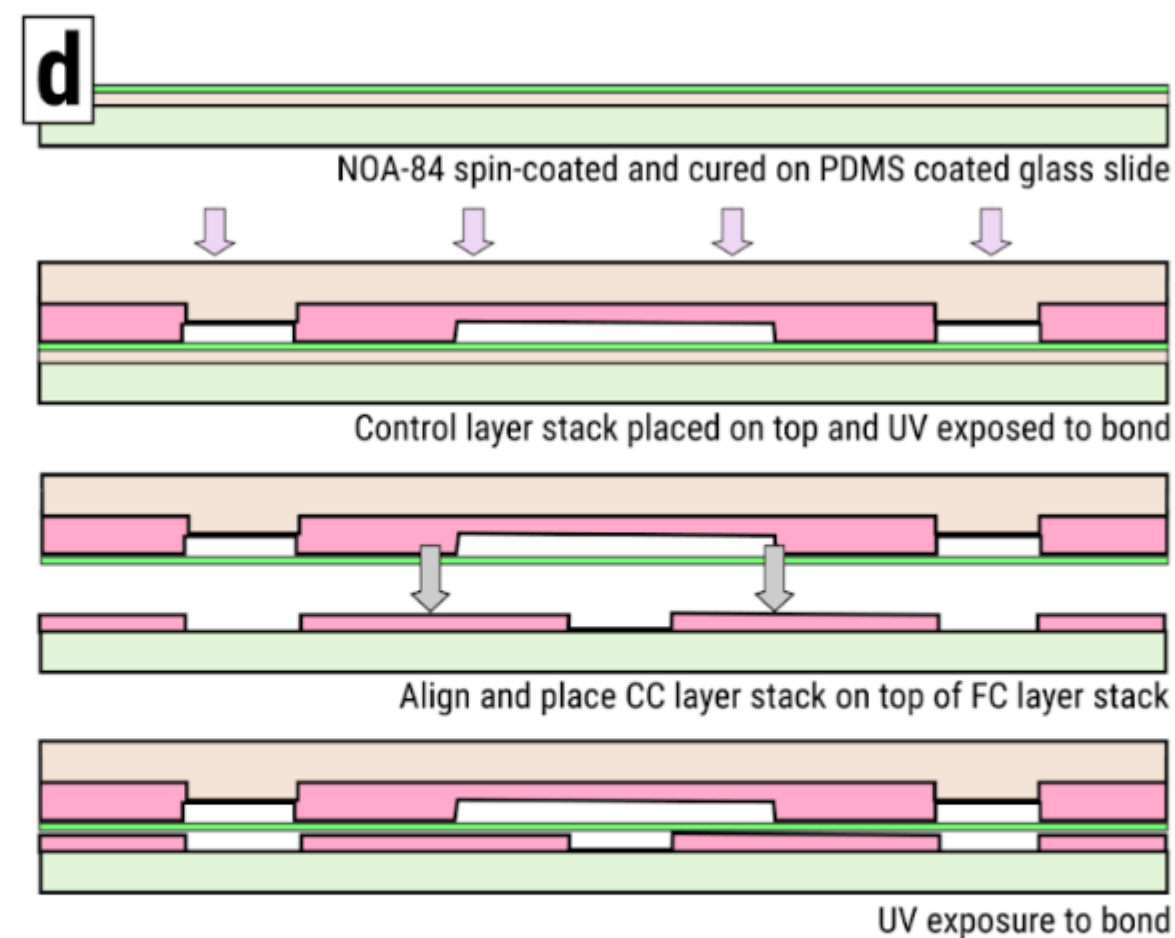 d
NOA-84 spin-coated and cured on PDMS coated glass slide
Control layer stack placed on top and UV exposed to bond
Align and place CC layer stack on top of FC layer stack
UV exposure to bond